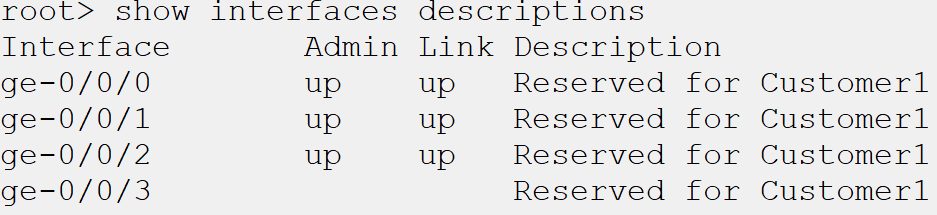 root> show interfaces descriptions
Interface       Admin Link Description
ge-0/0/0        up    up   Reserved for Customer1
ge-0/0/1        up    up   Reserved for Customer1
ge-0/0/2        up    up   Reserved for Customer1
ge-0/0/3                   Reserved for Customer1